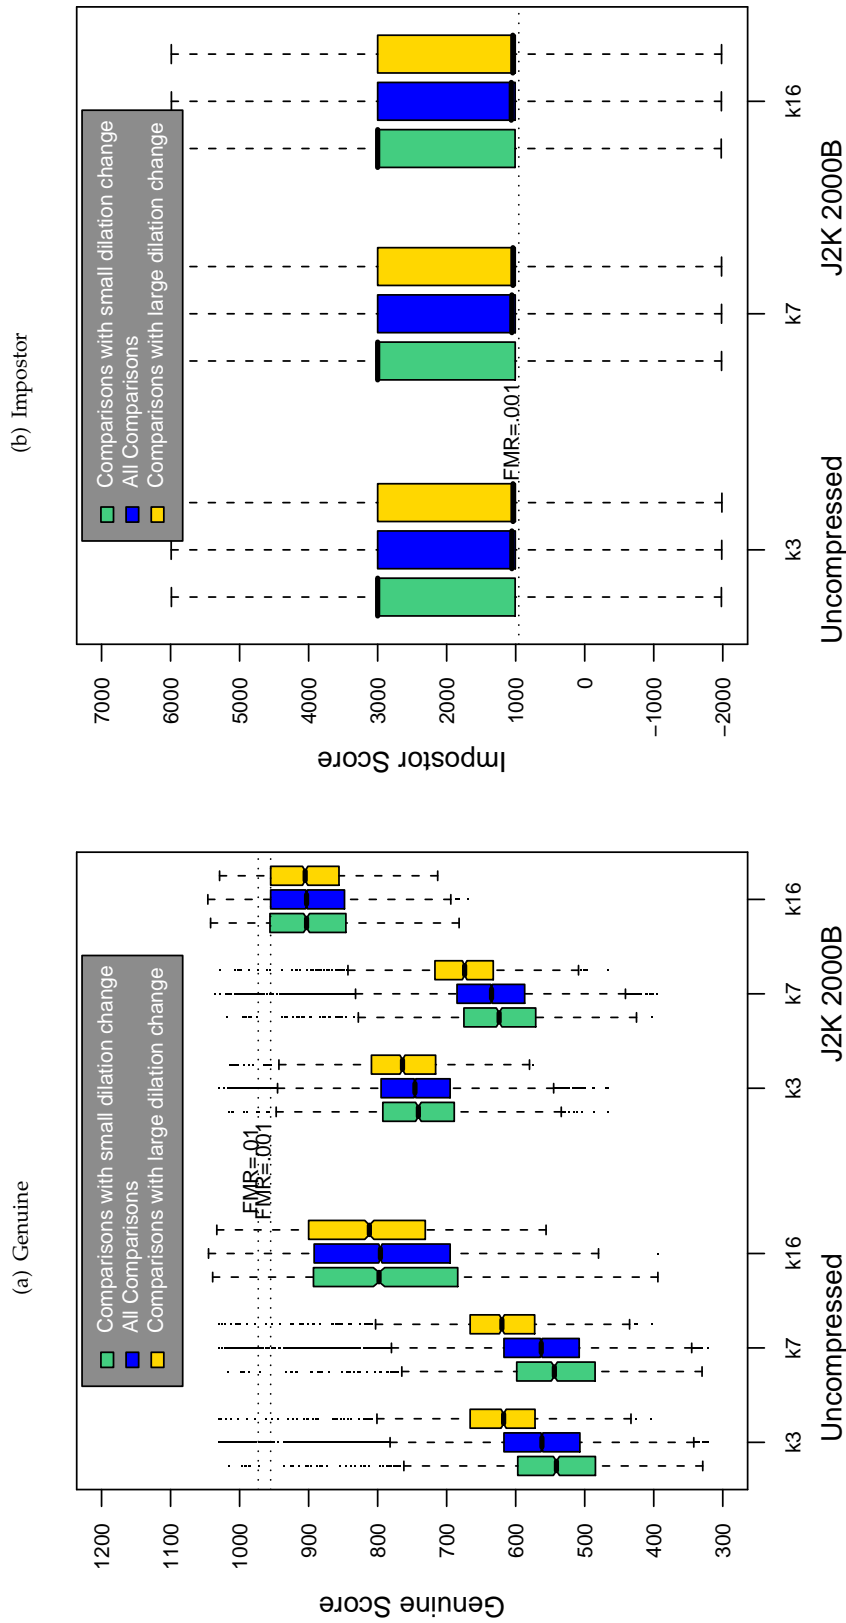 (a) Genuine
Genuine Score
1200
1100
1000
900
800
700
600
500
400
300
Comparisons with small dilation change
All Comparisons
Comparisons with large dilation change
FMR=.01
FMR=.001
k3
k7
k16
k3
k7
k16
Uncompressed
J2K 2000B
(b) Impostor
Impostor Score
7000
6000
5000
4000
3000
2000
1000
0
−1000
−2000
Comparisons with small dilation change
All Comparisons
Comparisons with large dilation change
FMR=.001
k3
k7
k16
Uncompressed
J2K 2000B